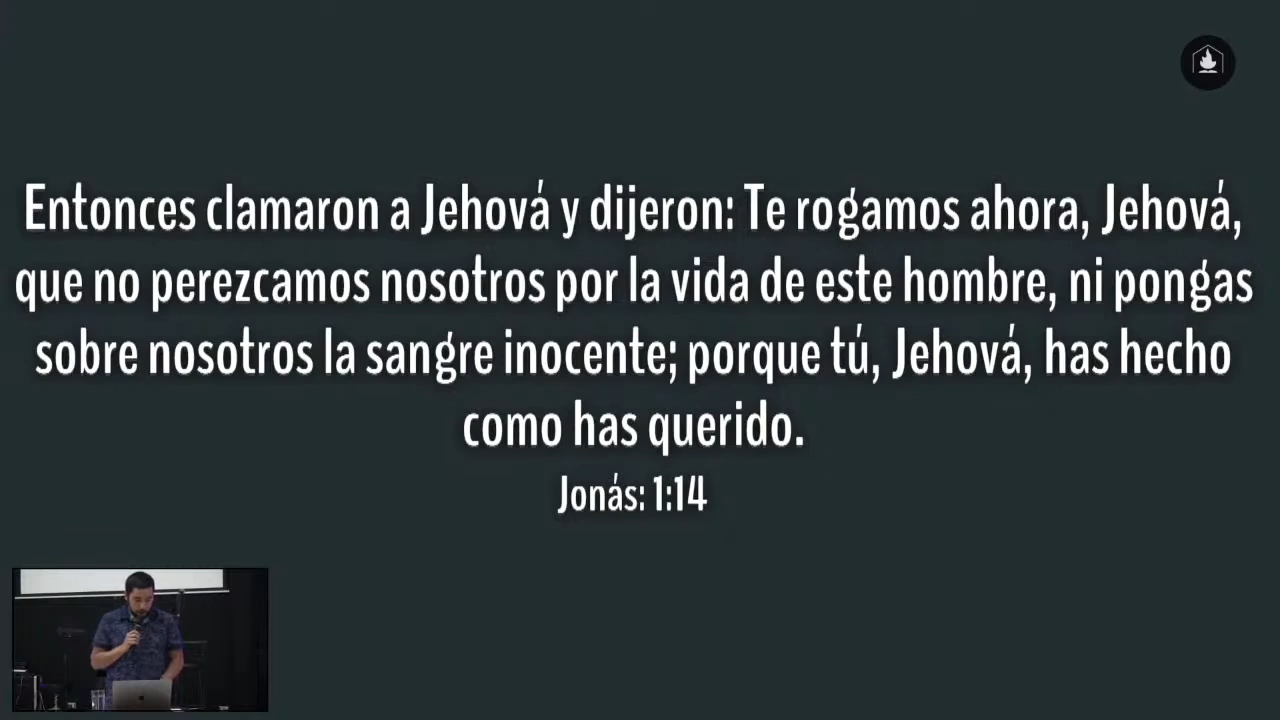 Entonces clamaron a Jehová y dijeron: Te rogamos ahora, Jehová,
que no perezcamos nosotros por la vida de este hombre, ni pongas
sobre nosotros la sangre inocente; porque tú, Jehová, has hecho
como has querido.
Jonás: 1:14